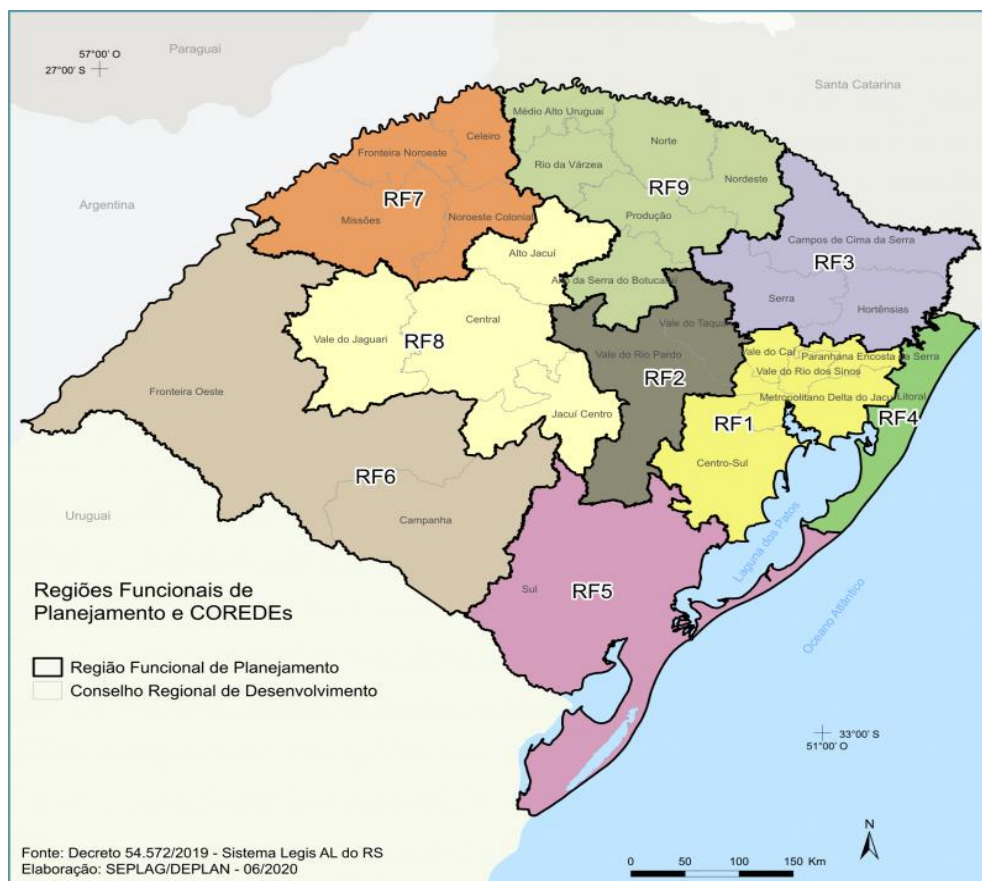 Paraguai
57°00' O
27°00' S
Santa Catarina
Argentina
Uruguai
Médio Alto Uruguai
Norte
Celeiro
Fronteira Noroeste
Rio da Várzea
Nordeste
RF9
RF7
Missões
Noroeste Colonial
Produção
Alto Jacuí
Campos de Cima da Serra
RF3
Alto da Serra do Botucaraí
Serra
Hortênsias
Central
Vale do Taquari
Vale do Jaguari
RF8
Vale do Rio Pardo
Vale do Caí
Paranhana Encosta da Serra
RF2
Vale do Rio dos Sinos
Fronteira Oeste
Metropolitano Delta do Jacuí
Litoral
Jacuí Centro
RF1
RF4
Centro-Sul
RF6
Campanha
Laguna dos Patos
Sul
RF5
Oceano Atlântico
Regiões Funcionais de
Planejamento e COREDEs
Região Funcional de Planejamento
Conselho Regional de Desenvolvimento
33°00' S
51°00' O
N
Fonte: Decreto 54.572/2019 - Sistema Legis AL do RS
Elaboração: SEPLAG/DEPLAN - 06/2020
0 50 100 150 Km